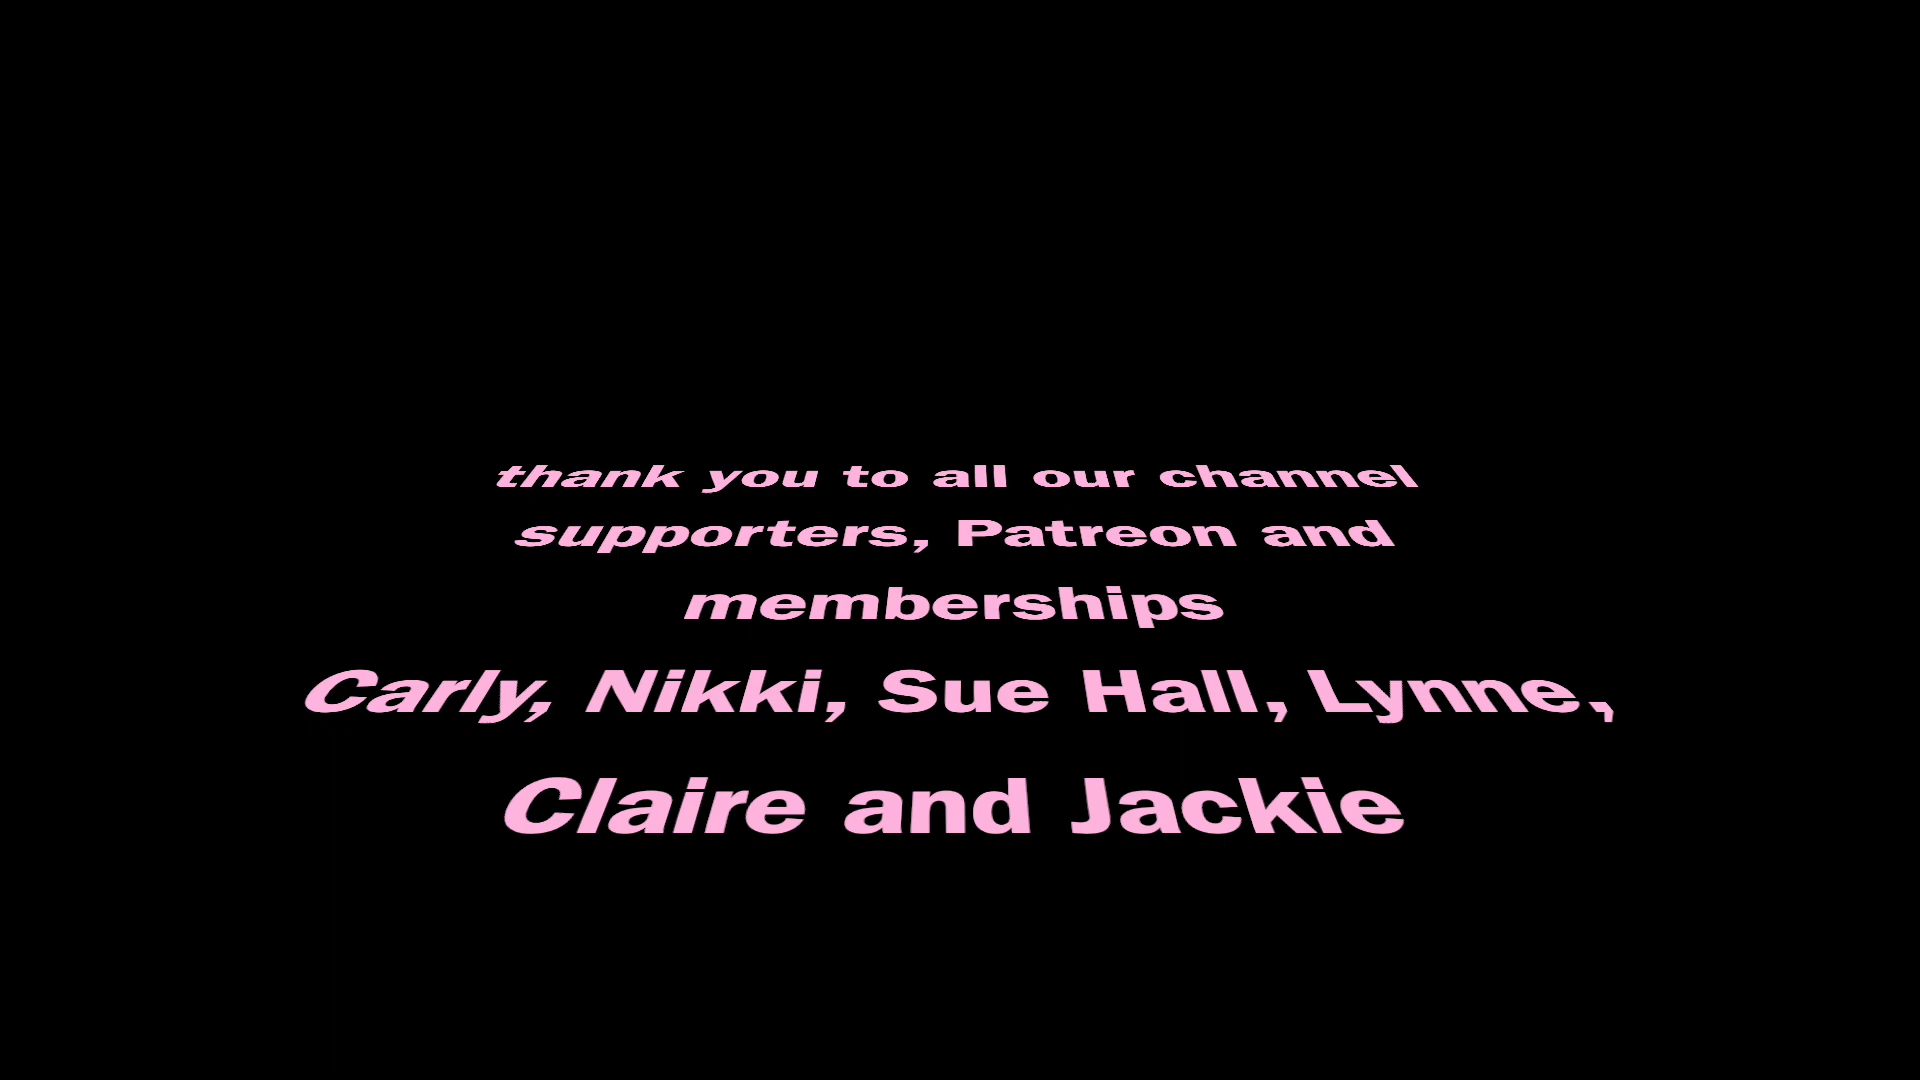 thank you to all our channel
supporters, Patreon and
memberships
Carly, Nikki, Sue Hall, Lynne,
Claire and Jackie